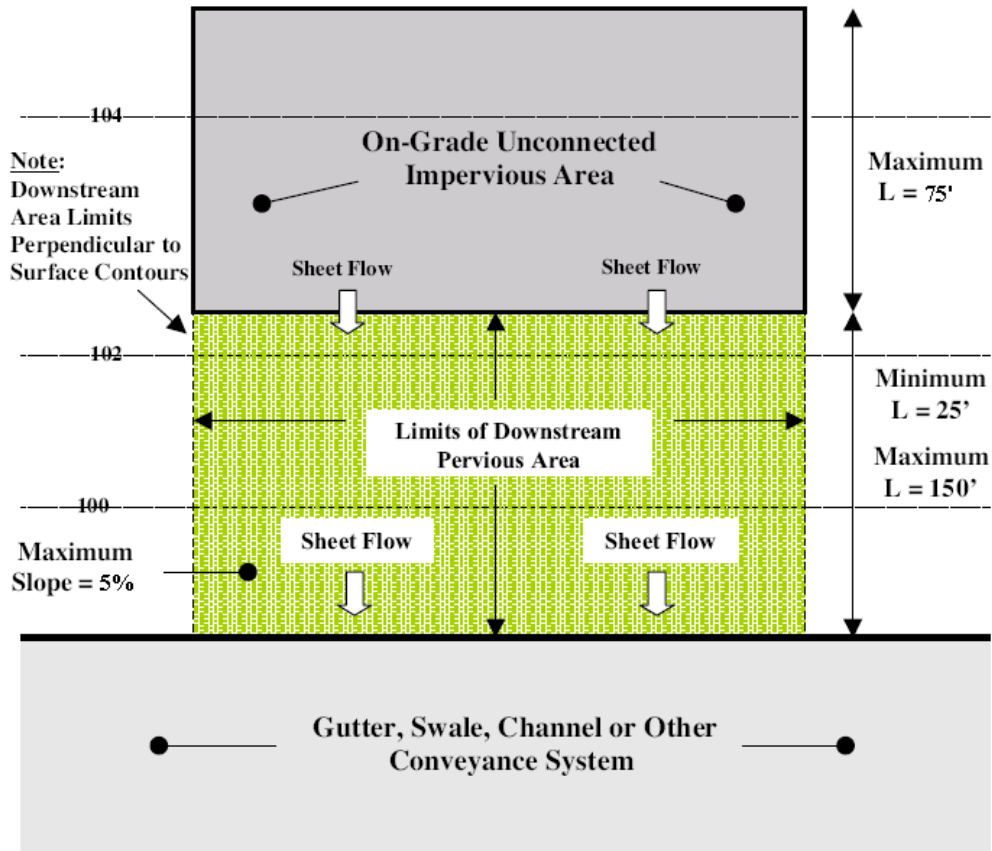 104
On-Grade Unconnected
Impervious Area
Maximum
L = 75'
Note:
Downstream
Area Limits
Perpendicular to
Surface Contours
Sheet Flow
Sheet Flow
102
Minimum
L = 25’
Limits of Downstream
Pervious Area
Maximum
L = 150’
100
Sheet Flow
Sheet Flow
Maximum
Slope = 5%
Gutter, Swale, Channel or Other
Conveyance System